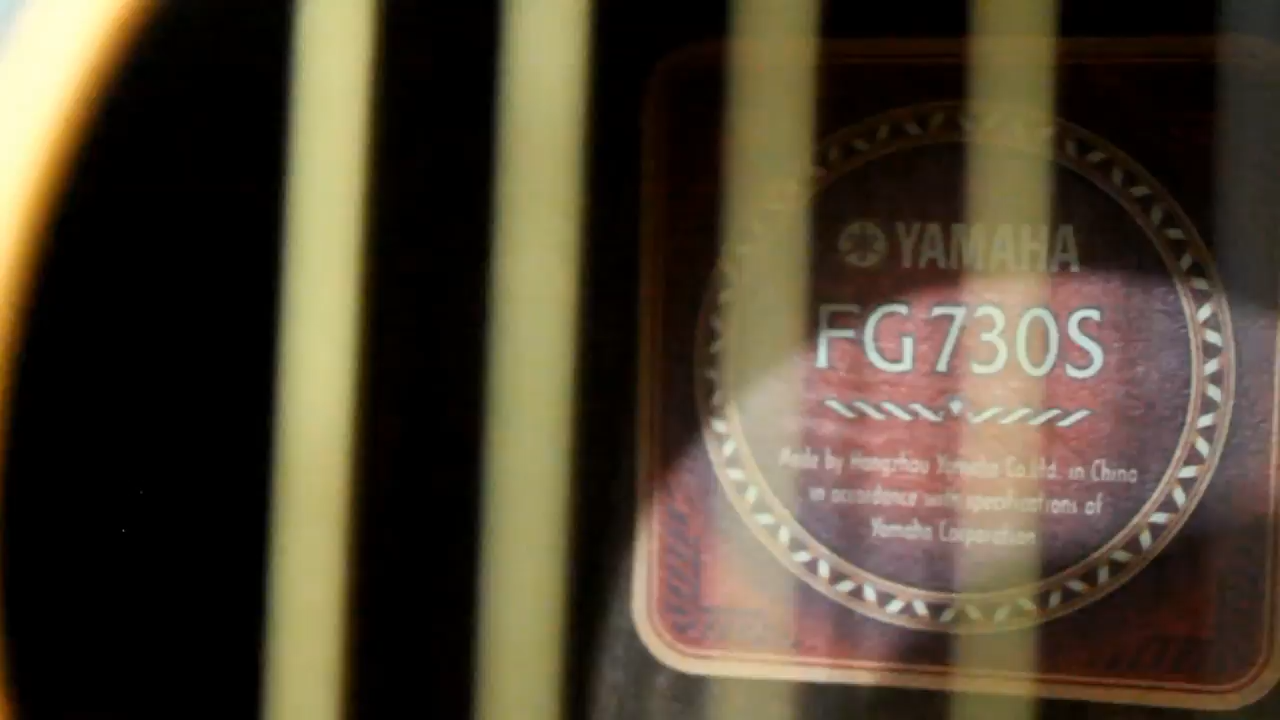 YAMAHA
FG730S
Made by Hangzhou Yamaha Co.Ltd. in China
in accordance with specifications of
Yamaha Corporation